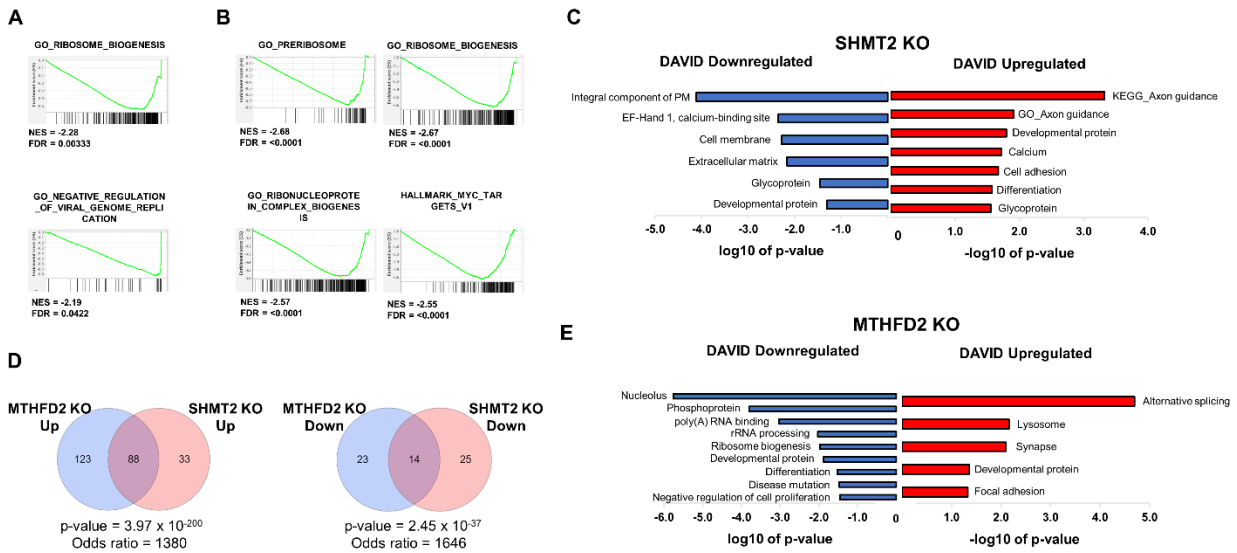 A
GO_RIBOSOME_BIOGENESIS
NES = -2.28
FDR = 0.00333
GO_NEGATIVE_REGULATION
_OF_VIRAL_GENOME_REPLI
CATION
NES = -2.19
FDR = 0.0422
B
GO_PRERIBOSOME
NES = -2.68
FDR = <0.0001
GO_RIBOSOME_BIOGENESIS
NES = -2.67
FDR = <0.0001
GO_RIBONUCLEOPROTE
IN_COMPLEX_BIOGENE
SIS
NES = -2.57
FDR = <0.0001
HALLMARK_MYC_TAR
GETS_V1
NES = -2.55
FDR = <0.0001
C
SHMT2 KO
DAVID Downregulated
DAVID Upregulated
Integral component of PM
EF-Hand 1, calcium-binding site
Cell membrane
Extracellular matrix
Glycoprotein
Developmental protein
KEGG_Axon guidance
GO_Axon guidance
Developmental protein
Calcium
Cell adhesion
Differentiation
Glycoprotein
-5.0 -4.0 -3.0 -2.0 -1.0 0 1.0 2.0 3.0 4.0
log10 of p-value
-log10 of p-value
D
MTHFD2 KO
Up
SHMT2 KO
Up
123 88 33
p-value = 3.97 x 10-200
Odds ratio = 1380
MTHFD2 KO
Down
SHMT2 KO
Down
23 14 25
p-value = 2.45 x 10-37
Odds ratio = 1646
MTHFD2 KO
E
DAVID Downregulated
DAVID Upregulated
Nucleolus
Phosphoprotein
poly(A) RNA binding
rRNA processing
Ribosome biogenesis
Developmental protein
Differentiation
Disease mutation
Negative regulation of cell proliferation
Alternative splicing
Lysosome
Synapse
Developmental protein
Focal adhesion
-6.0 -5.0 -4.0 -3.0 -2.0 -1.0 0 1.0 2.0 3.0 4.0 5.0
log10 of p-value
-log10 of p-value